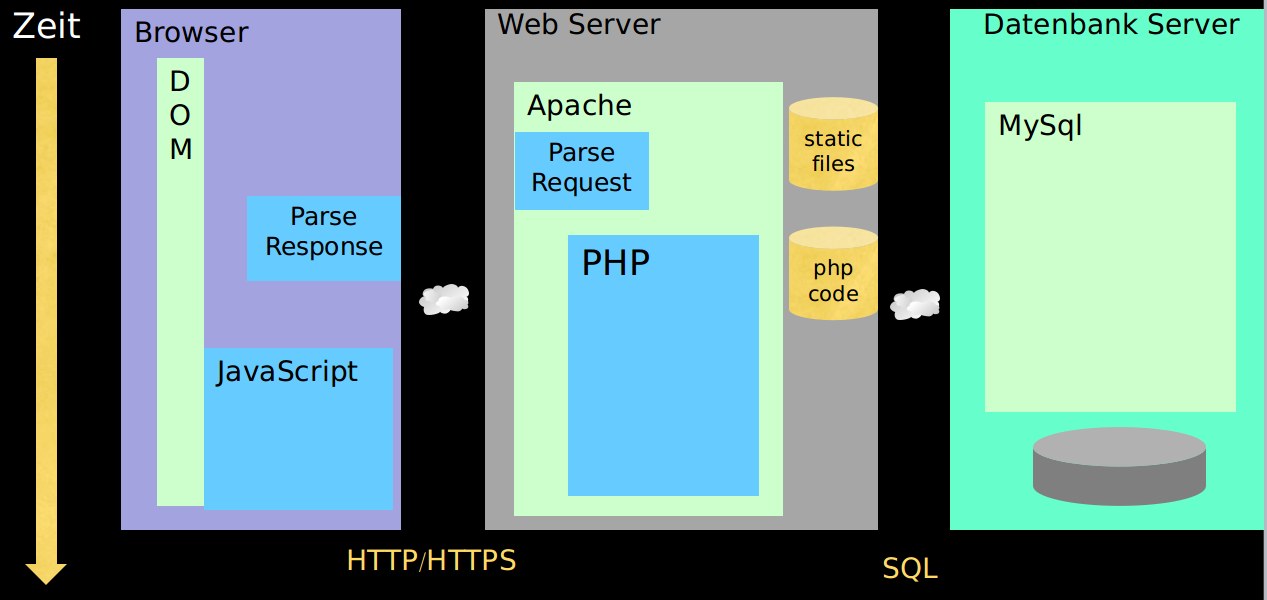 Zeit
Browser
D
O
M
Parse
Response
JavaScript
Web Server
Apache
Parse
Request
PHP
static
files
php
code
Datenbank Server
MySql
HTTP/HTTPS
SQL